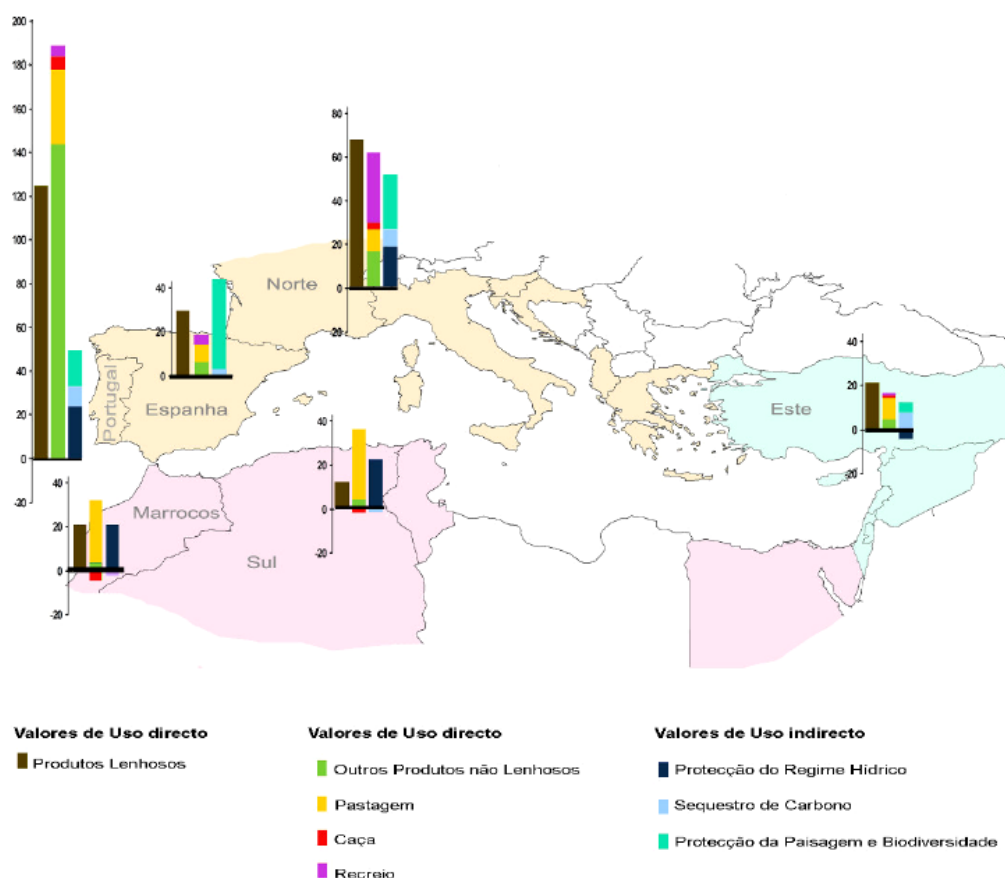 200
180
160
140
120
100
80
60
40
20
0
-20
80
60
40
20
0
-20
40
20
0
40
20
0
-20
40
20
0
-20
40
20
0
-20
Norte
Portugal
Espanha
Este
Marrocos
Sul
Valores de Uso directo
Produtos Lenhosos
Valores de Uso directo
Outros Produtos não Lenhosos
Pastagem
Caça
Recreio
Valores de Uso indirecto
Protecção do Regime Hídrico
Sequestro de Carbono
Protecção da Paisagem e Biodiversidade